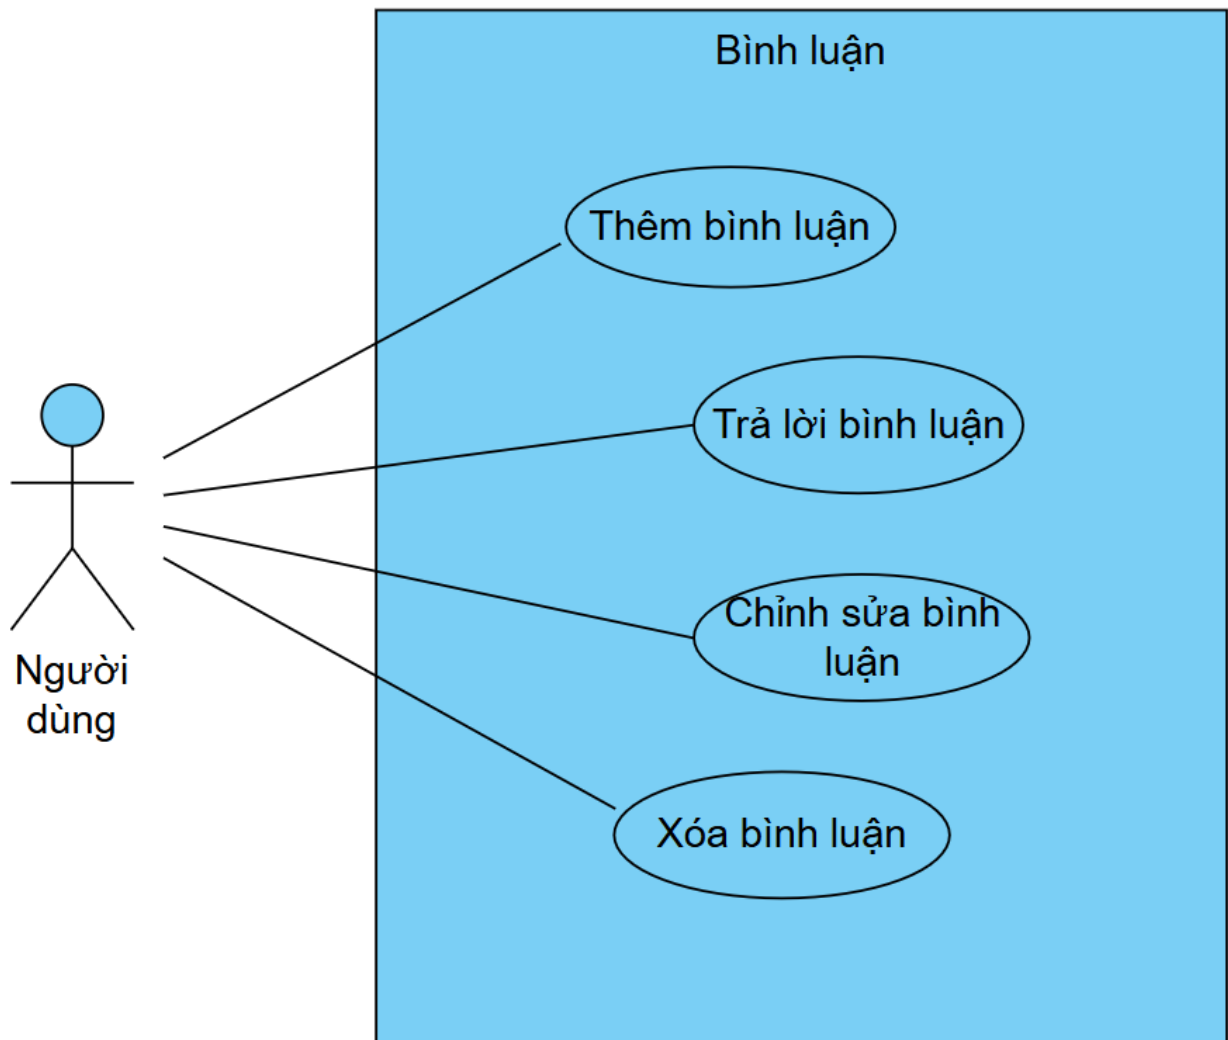 Bình luận
Thêm bình luận
Trả lời bình luận
Chỉnh sửa bình
luận
Xóa bình luận
Người
dùng